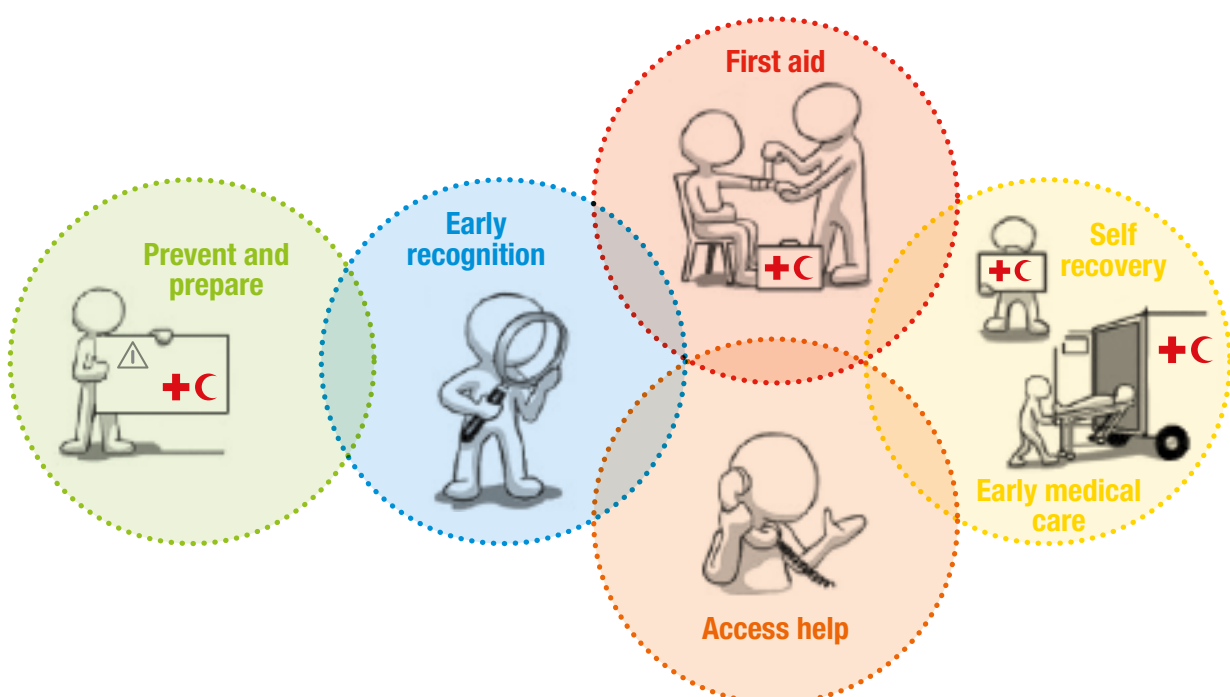 Prevent and
prepare
Early
recognition
First aid
Access help
Self
recovery
Early medical
care